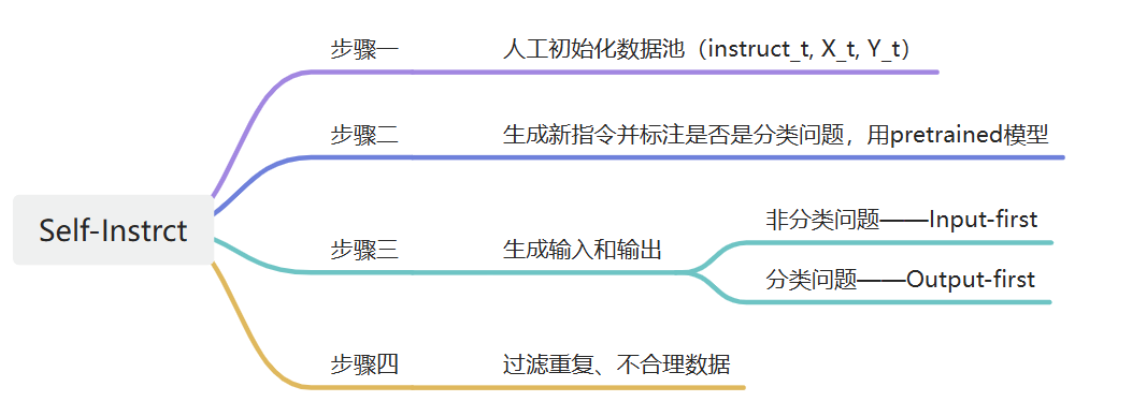 Self-Instrct
步骤一
人工初始化数据池（instruct_t, X_t, Y_t）
步骤二
生成新指令并标注是否是分类问题，用pretrained模型
步骤三
生成输入和输出
非分类问题——Input-first
分类问题——Output-first
步骤四
过滤重复、不合理数据